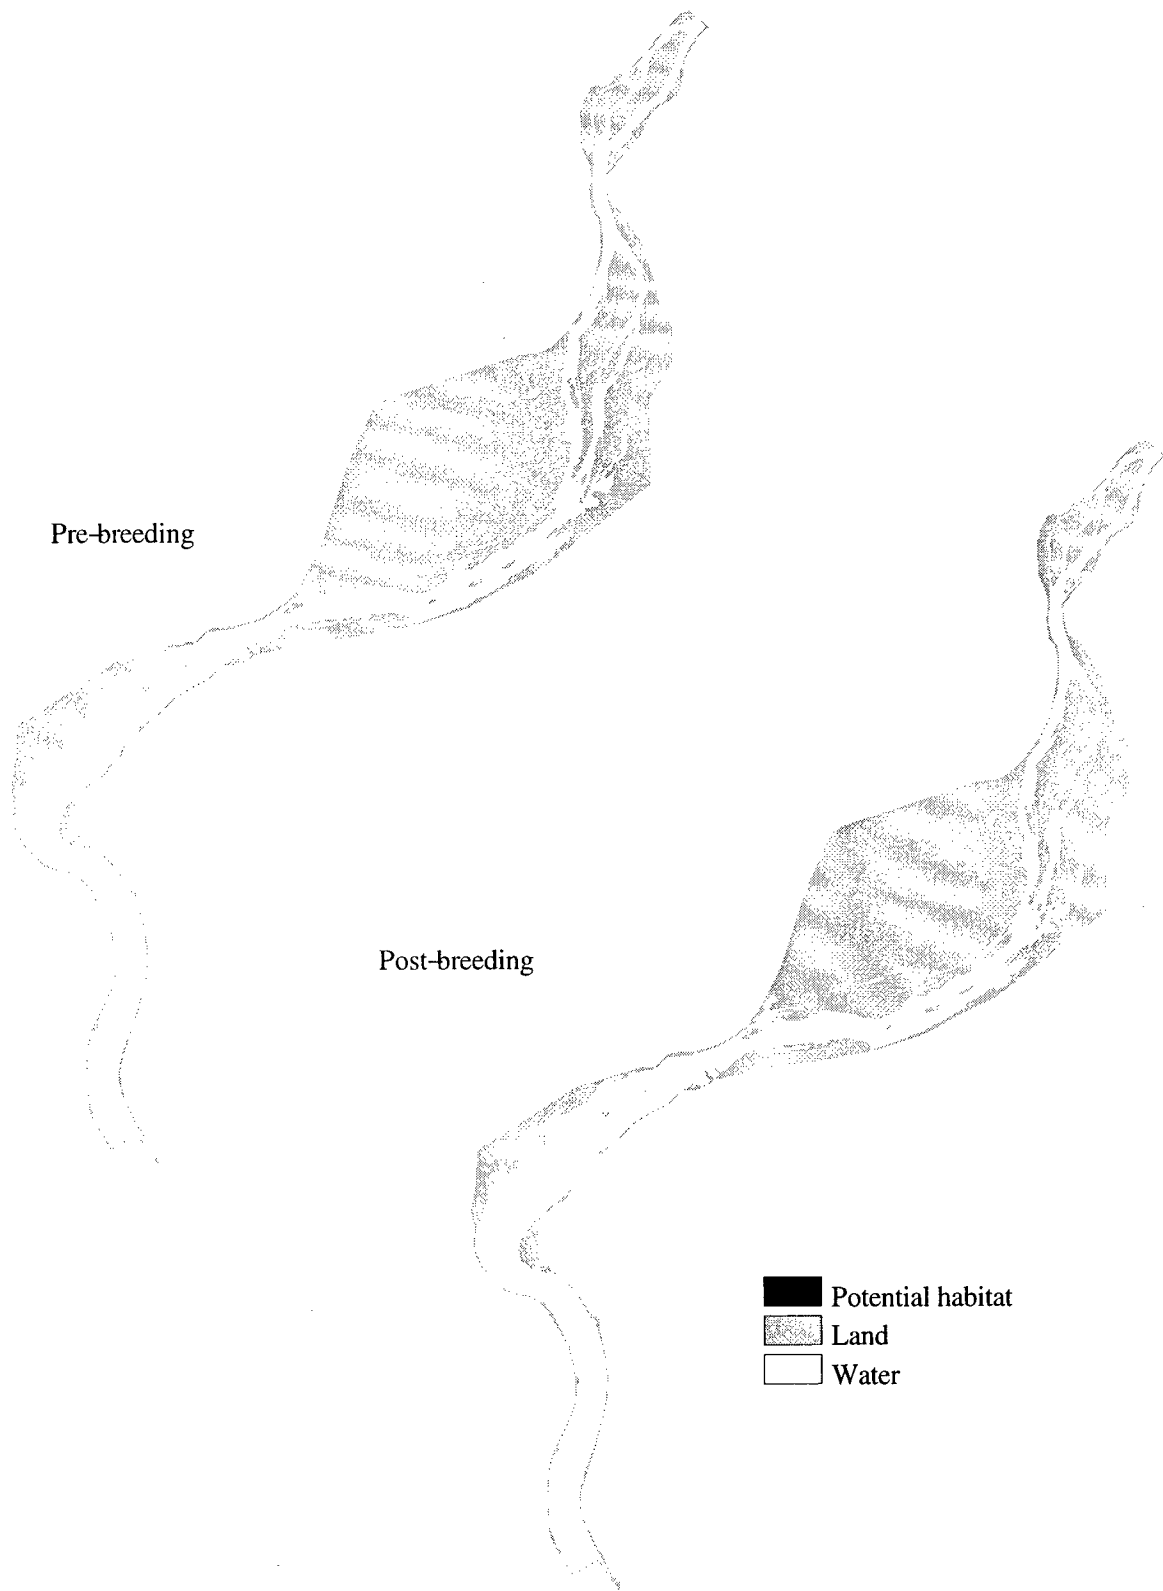 Pre-breeding
Post-breeding
Potential habitat
Land
Water